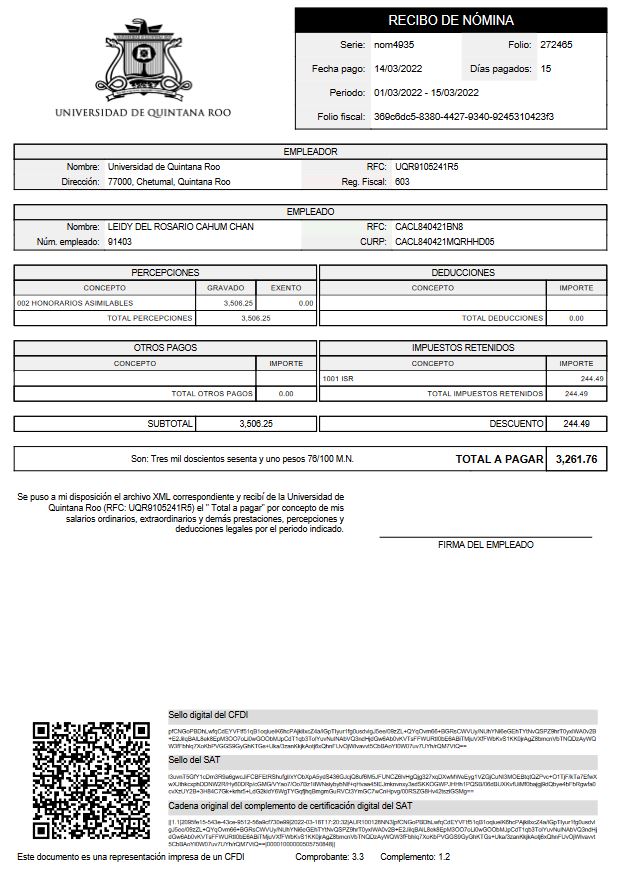 RECIBO DE NÓMINA
Serie: nom4935 Folio: 272465
Fecha pago: 14/03/2022 Días pagados: 15
Periodo: 01/03/2022 - 15/03/2022
Folio fiscal: 369c6dc5-8380-4427-9340-9245310423f3
UNIVERSIDAD DE QUINTANA ROO
EMPLEADOR
Nombre: Universidad de Quintana Roo RFC: UQR9105241R5
Dirección: 77000, Chetumal, Quintana Roo Reg. Fiscal: 603
EMPLEADO
Nombre: LEIDY DEL ROSARIO CAHUM CHAN RFC: CACL840421BN8
Núm. empleado: 91403 CURP: CACL840421MQRHHD05
PERCEPCIONES DEDUCCIONES
CONCEPTO GRAVADO EXENTO CONCEPTO IMPORTE
002 HONORARIOS ASIMILABLES 3,506.25 0.00
TOTAL PERCEPCIONES 3,506.25 TOTAL DEDUCCIONES 0.00
OTROS PAGOS IMPUESTOS RETENIDOS
CONCEPTO IMPORTE CONCEPTO IMPORTE
1001 ISR 244.49
TOTAL OTROS PAGOS 0.00 TOTAL IMPUESTOS RETENIDOS 244.49
SUBTOTAL 3,506.25 DESCUENTO 244.49
Son: Tres mil doscientos sesenta y uno pesos 76/100 M.N. TOTAL A PAGAR 3,261.76
Se puso a mi disposición el archivo XML correspondiente y recibí de la Universidad de
Quintana Roo (RFC: UQR9105241R5) el " Total a pagar" por concepto de mis
salarios ordinarios, extraordinarios y demás prestaciones, percepciones y
deducciones legales por el periodo indicado.
FIRMA DEL EMPLEADO
Sello digital del CFDI
Sello del SAT
Cadena original del complemento de certificación digital del SAT
Este documento es una representación impresa de un CFDI Comprobante: 3.3 Complemento: 1.2